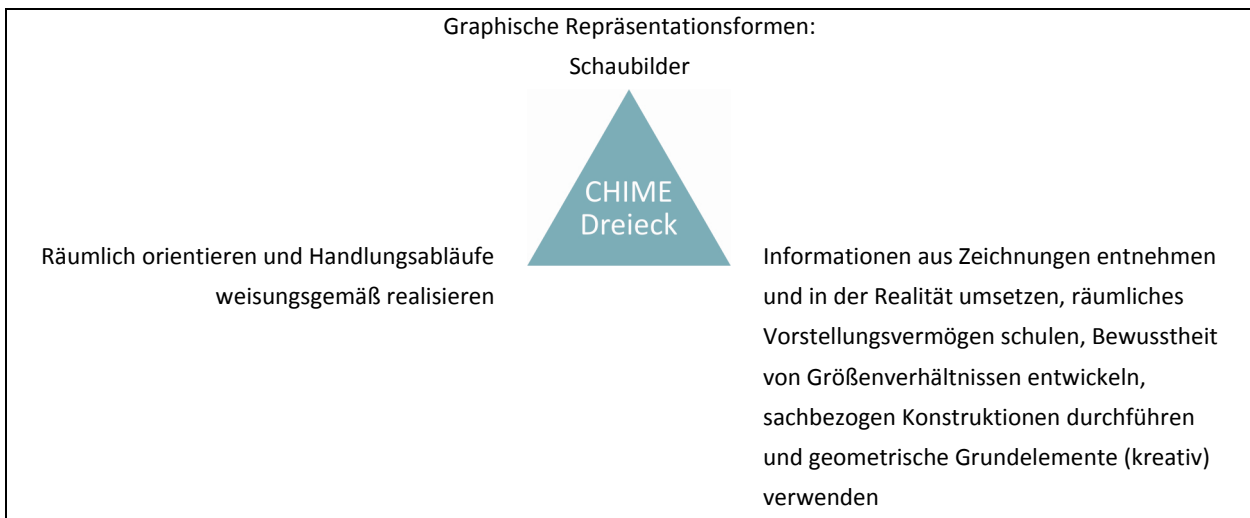 Graphische Repräsentationsformen:
Schaubilder
CHIME
Dreieck
Räumlich orientieren und Handlungsabläufe
weisungsgemäß realisieren
Informationen aus Zeichnungen entnehmen
und in der Realität umsetzen, räumliches
Vorstellungsvermögen schulen, Bewusstheit
von Größenverhältnissen entwickeln,
sachbezogen Konstruktionen durchführen
und geometrische Grundelemente (kreativ)
verwenden